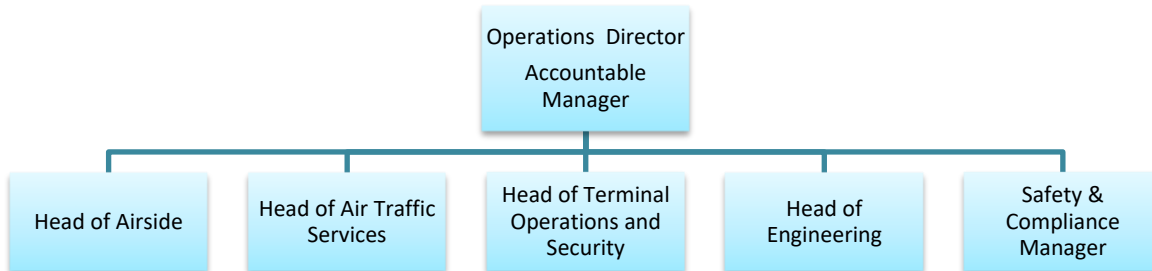 Operations Director
Accountable
Manager
Head of Airside
Head of Air Traffic
Services
Head of Terminal
Operations and
Security
Head of
Engineering
Safety &
Compliance
Manager